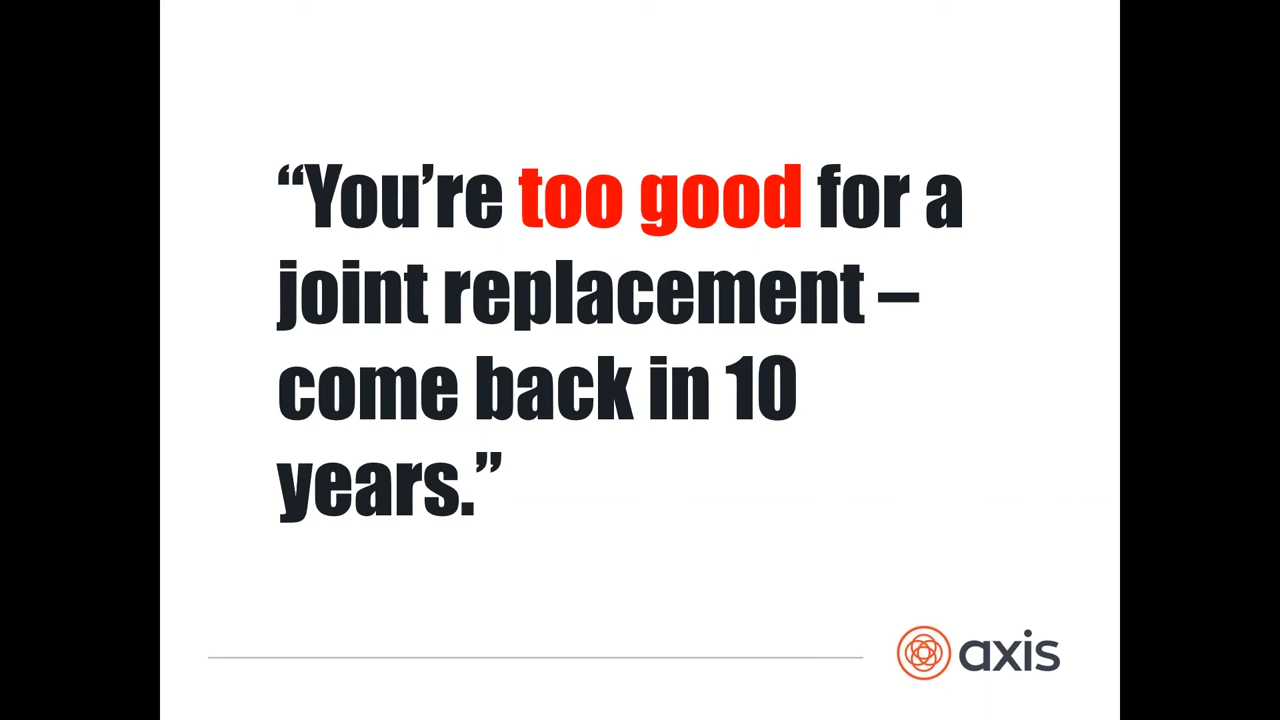 “You’re too good for a
joint replacement –
come back in 10
years.”
axis